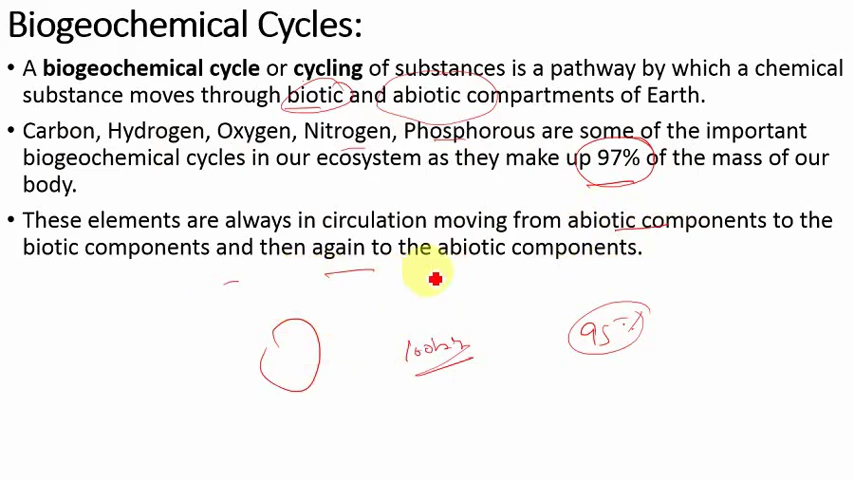 Biogeochemical Cycles:
• A biogeochemical cycle or cycling of substances is a pathway by which a chemical
substance moves through biotic and abiotic compartments of Earth.
• Carbon, Hydrogen, Oxygen, Nitrogen, Phosphorous are some of the important
biogeochemical cycles in our ecosystem as they make up 97% of the mass of our
body.
• These elements are always in circulation moving from abiotic components to the
biotic components and then again to the abiotic components.
95%